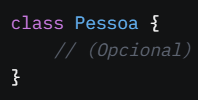 class Pessoa {
    // (Opcional)
}